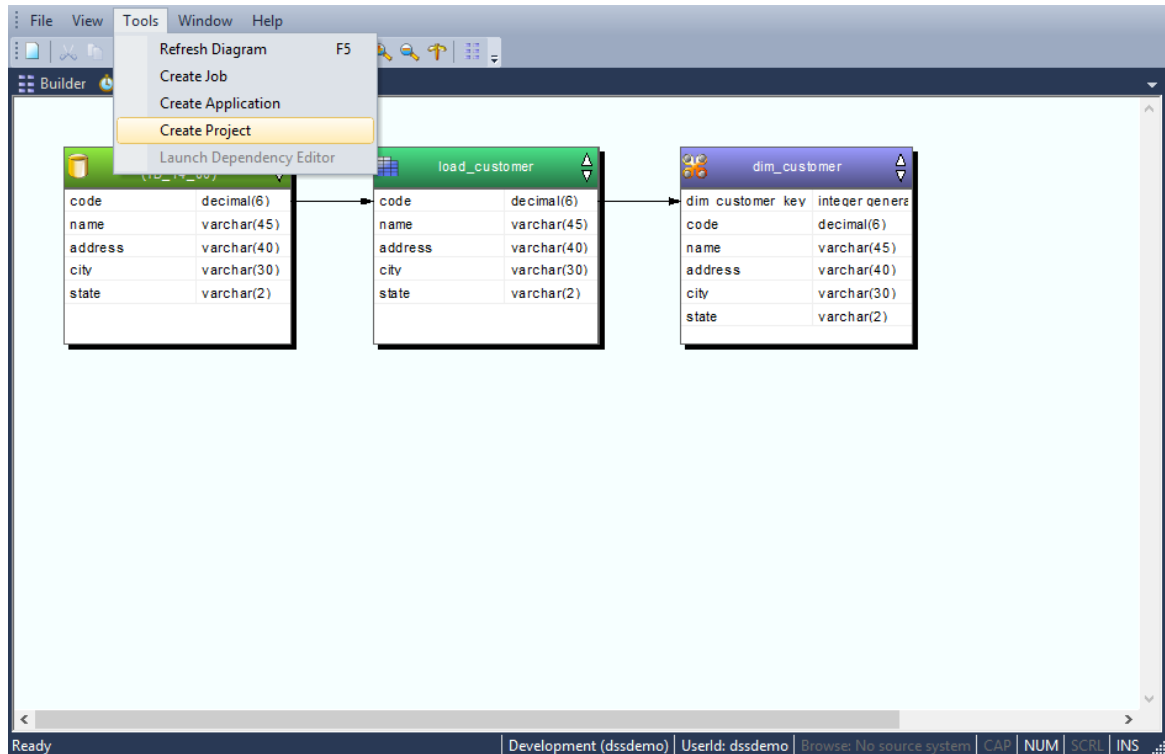 File View Tools Window Help
Refresh Diagram F5
Create Job
Create Application
Create Project
Launch Dependency Editor
Builder
code decimal(6)
name varchar(45)
address varchar(40)
city varchar(30)
state varchar(2)
load_customer
code decimal(6)
name varchar(45)
address varchar(40)
city varchar(30)
state varchar(2)
dim_customer
dim customer key integer genera
code decimal(6)
name varchar(45)
address varchar(40)
city varchar(30)
state varchar(2)
Ready Development (dssdemo) UserId: dssdemo Browse: No source system CAP NUM SCRL INS